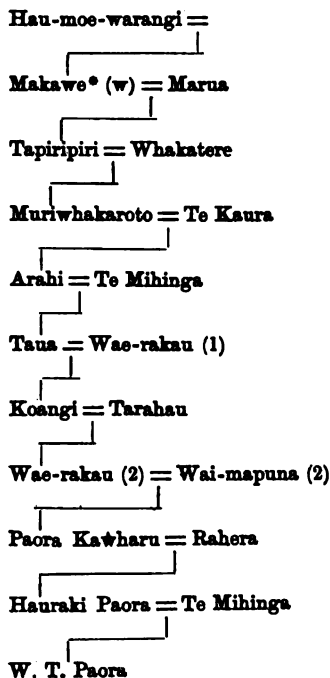 Hau-moe-warangi =
Makawe* (w) = Marua
Tapiripiri = Whakatere
Muriwhakaroto = Te Kaura
Arahi = Te Mihinga
Taua = Wae-rakau (1)
Koangi = Tarahau
Wae-rakau (2) = Wai-mapuna (2)
Paora Kawharu = Rahera
Hauraki Paora = Te Mihinga
W. T. Paora